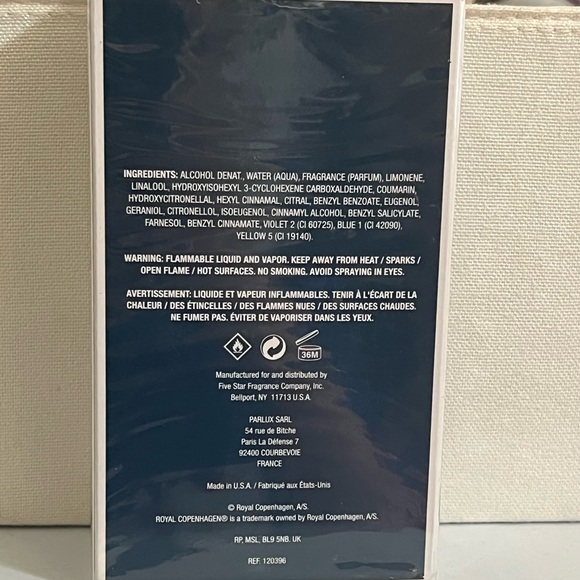 INGREDIENTS: ALCOHOL DENAT., WATER (AQUA), FRAGRANCE (PARFUM), LIMONENE,
LINALOOL, HYDROXYISOHEXYL 3-CYCLOHEXENE CARBOXALDEHYDE, COUMARIN,
HYDROXYCITRONELLAL, HEXYL CINNAMAL, CITRAL, BENZYL BENZOATE, EUGENOL,
GERANIOL, CITRONELLOL, ISOEUGENOL, CINNAMYL ALCOHOL, BENZYL SALICYLATE,
FARNESOL, BENZYL CINNAMATE, VIOLET 2 (CI 60725), BLUE 1 (CI 42090),
YELLOW 5 (CI 19140).
WARNING: FLAMMABLE LIQUID AND VAPOR. KEEP AWAY FROM HEAT / SPARKS /
OPEN FLAME / HOT SURFACES. NO SMOKING. AVOID SPRAYING IN EYES.
AVERTISSEMENT: LIQUIDE ET VAPEUR INFLAMMABLES. TENIR À L'ÉCART DE LA
CHALEUR / DES ÉTINCELLES / DES FLAMMES NUES / DES SURFACES CHAUDES.
NE FUMER PAS. ÉVITER DE VAPORISER DANS LES YEUX.
36M
Manufactured for and distributed by
Five Star Fragrance Company, Inc.
Bellport, NY 11713 U.S.A.
PARLUX SARL
54 rue de Bitche
Paris La Défense 7
92400 COURBEVOIE
FRANCE
Made in U.S.A. / Fabriqué aux États-Unis
© Royal Copenhagen, A/S.
ROYAL COPENHAGEN® is a trademark owned by Royal Copenhagen, A/S.
RP, MSL, BL9 5NB. UK
REF. 120396